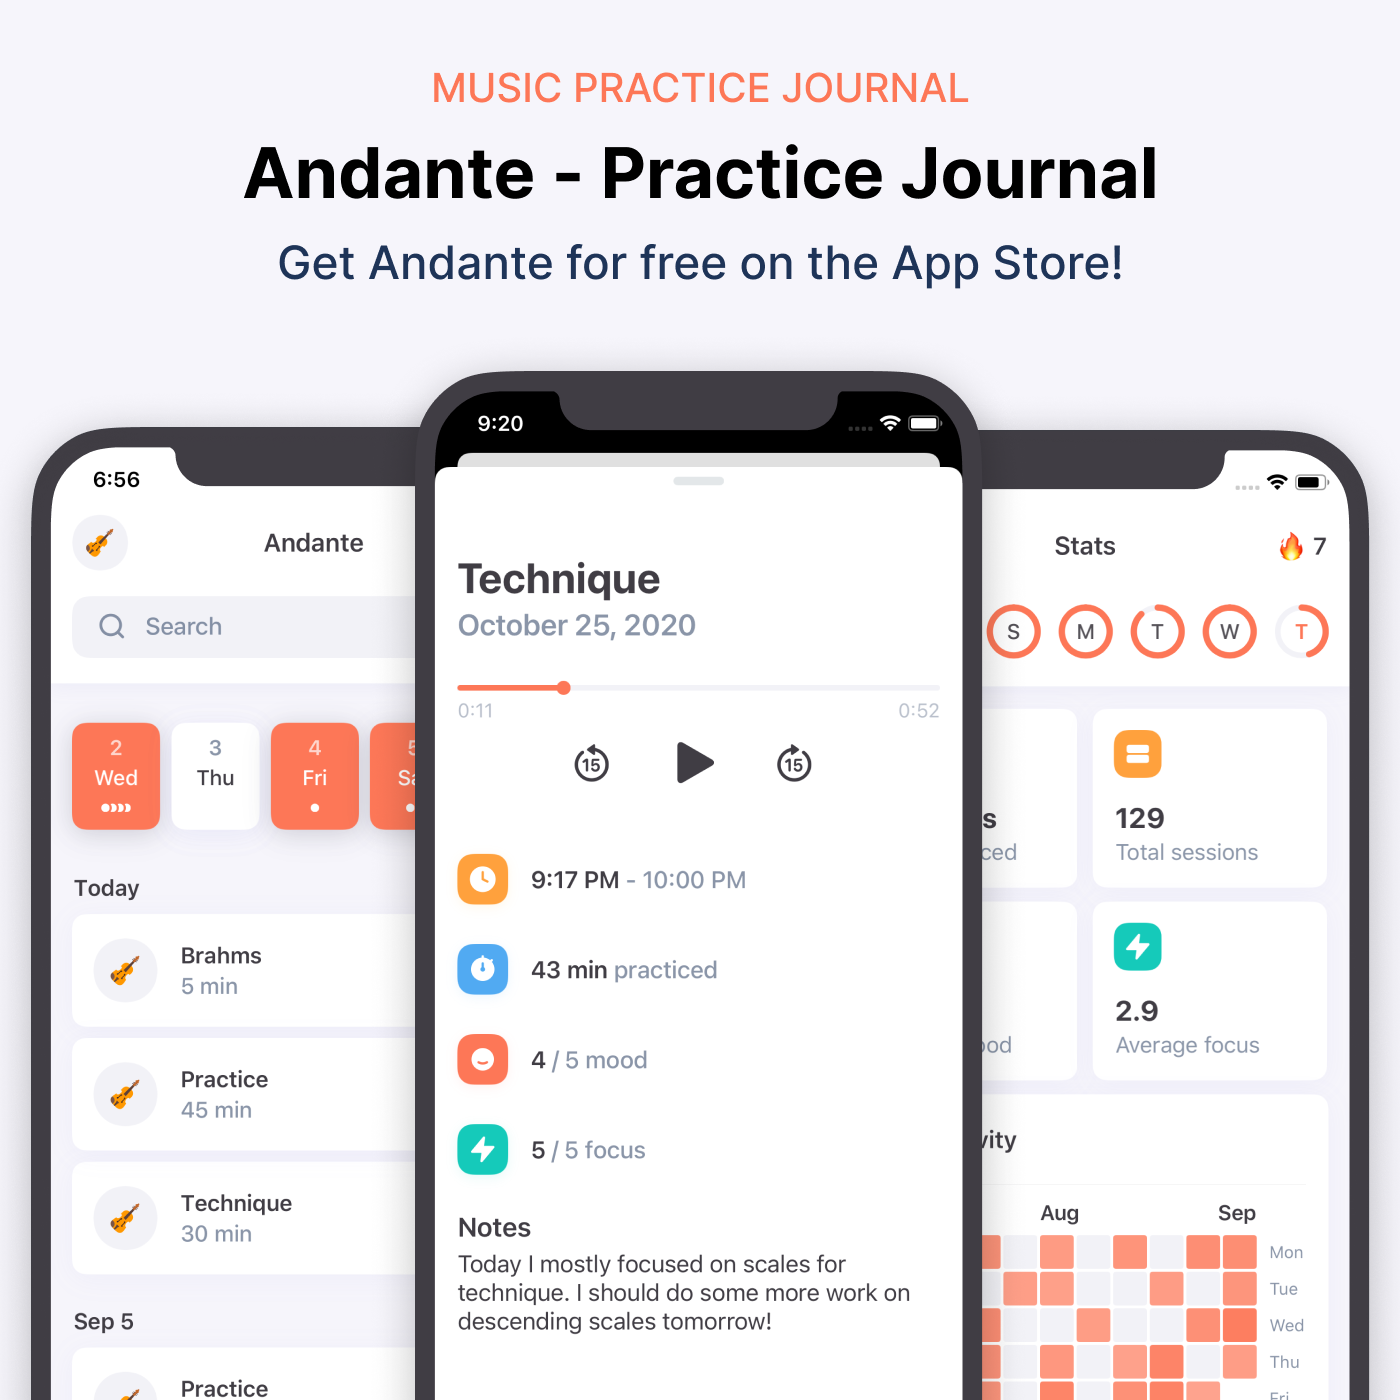 MUSIC PRACTICE JOURNAL
Andante - Practice Journal
Get Andante for free on the App Store!
6:56
Andante
Search
2
Wed
3
Thu
4
Fri
5
Today
Brahms
5 min
Practice
45 min
Technique
30 min
Sep 5
Practice
9:20
Technique
October 25, 2020
0:11
0:52
15
15
9:17 PM - 10:00 PM
43 min practiced
4 / 5 mood
5 / 5 focus
Notes
Today I mostly focused on scales for
technique. I should do some more work on
descending scales tomorrow!
Stats
7
S
M
T
W
T
129
Total sessions
2.9
Average focus
Aug
Sep
Mon
Tue
Wed
Thu
Fri